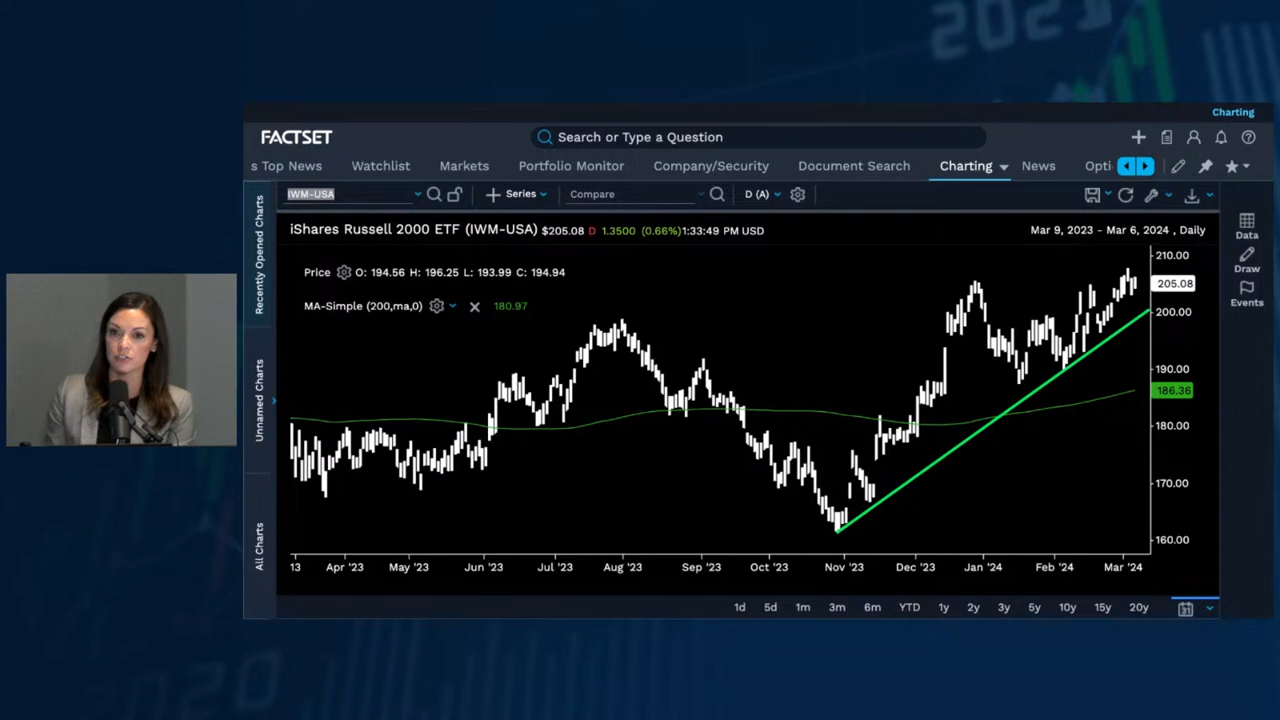 2021
Charting
FACTSET
Search or Type a Question
s Top News Watchlist Markets Portfolio Monitor Company/Security Document Search Charting News Opti
IWM-USA Series Compare D (A)
Recently Opened Charts
Unnamed Charts
All Charts
iShares Russell 2000 ETF (IWM-USA) $205.08 D 1.3500 (0.66%) 1:33:49 PM USD
Mar 9, 2023 - Mar 6, 2024 , Daily
Price O: 194.56 H: 196.25 L: 193.99 C: 194.94
MA-Simple (200,ma,0) 180.97
210.00
205.08
200.00
190.00
186.36
180.00
170.00
160.00
Data
Draw
Events
13 Apr '23 May '23 Jun '23 Jul '23 Aug '23 Sep '23 Oct '23 Nov '23 Dec '23 Jan '24 Feb '24 Mar '24
1d 5d 1m 3m 6m YTD 1y 2y 3y 5y 10y 15y 20y
31
2020